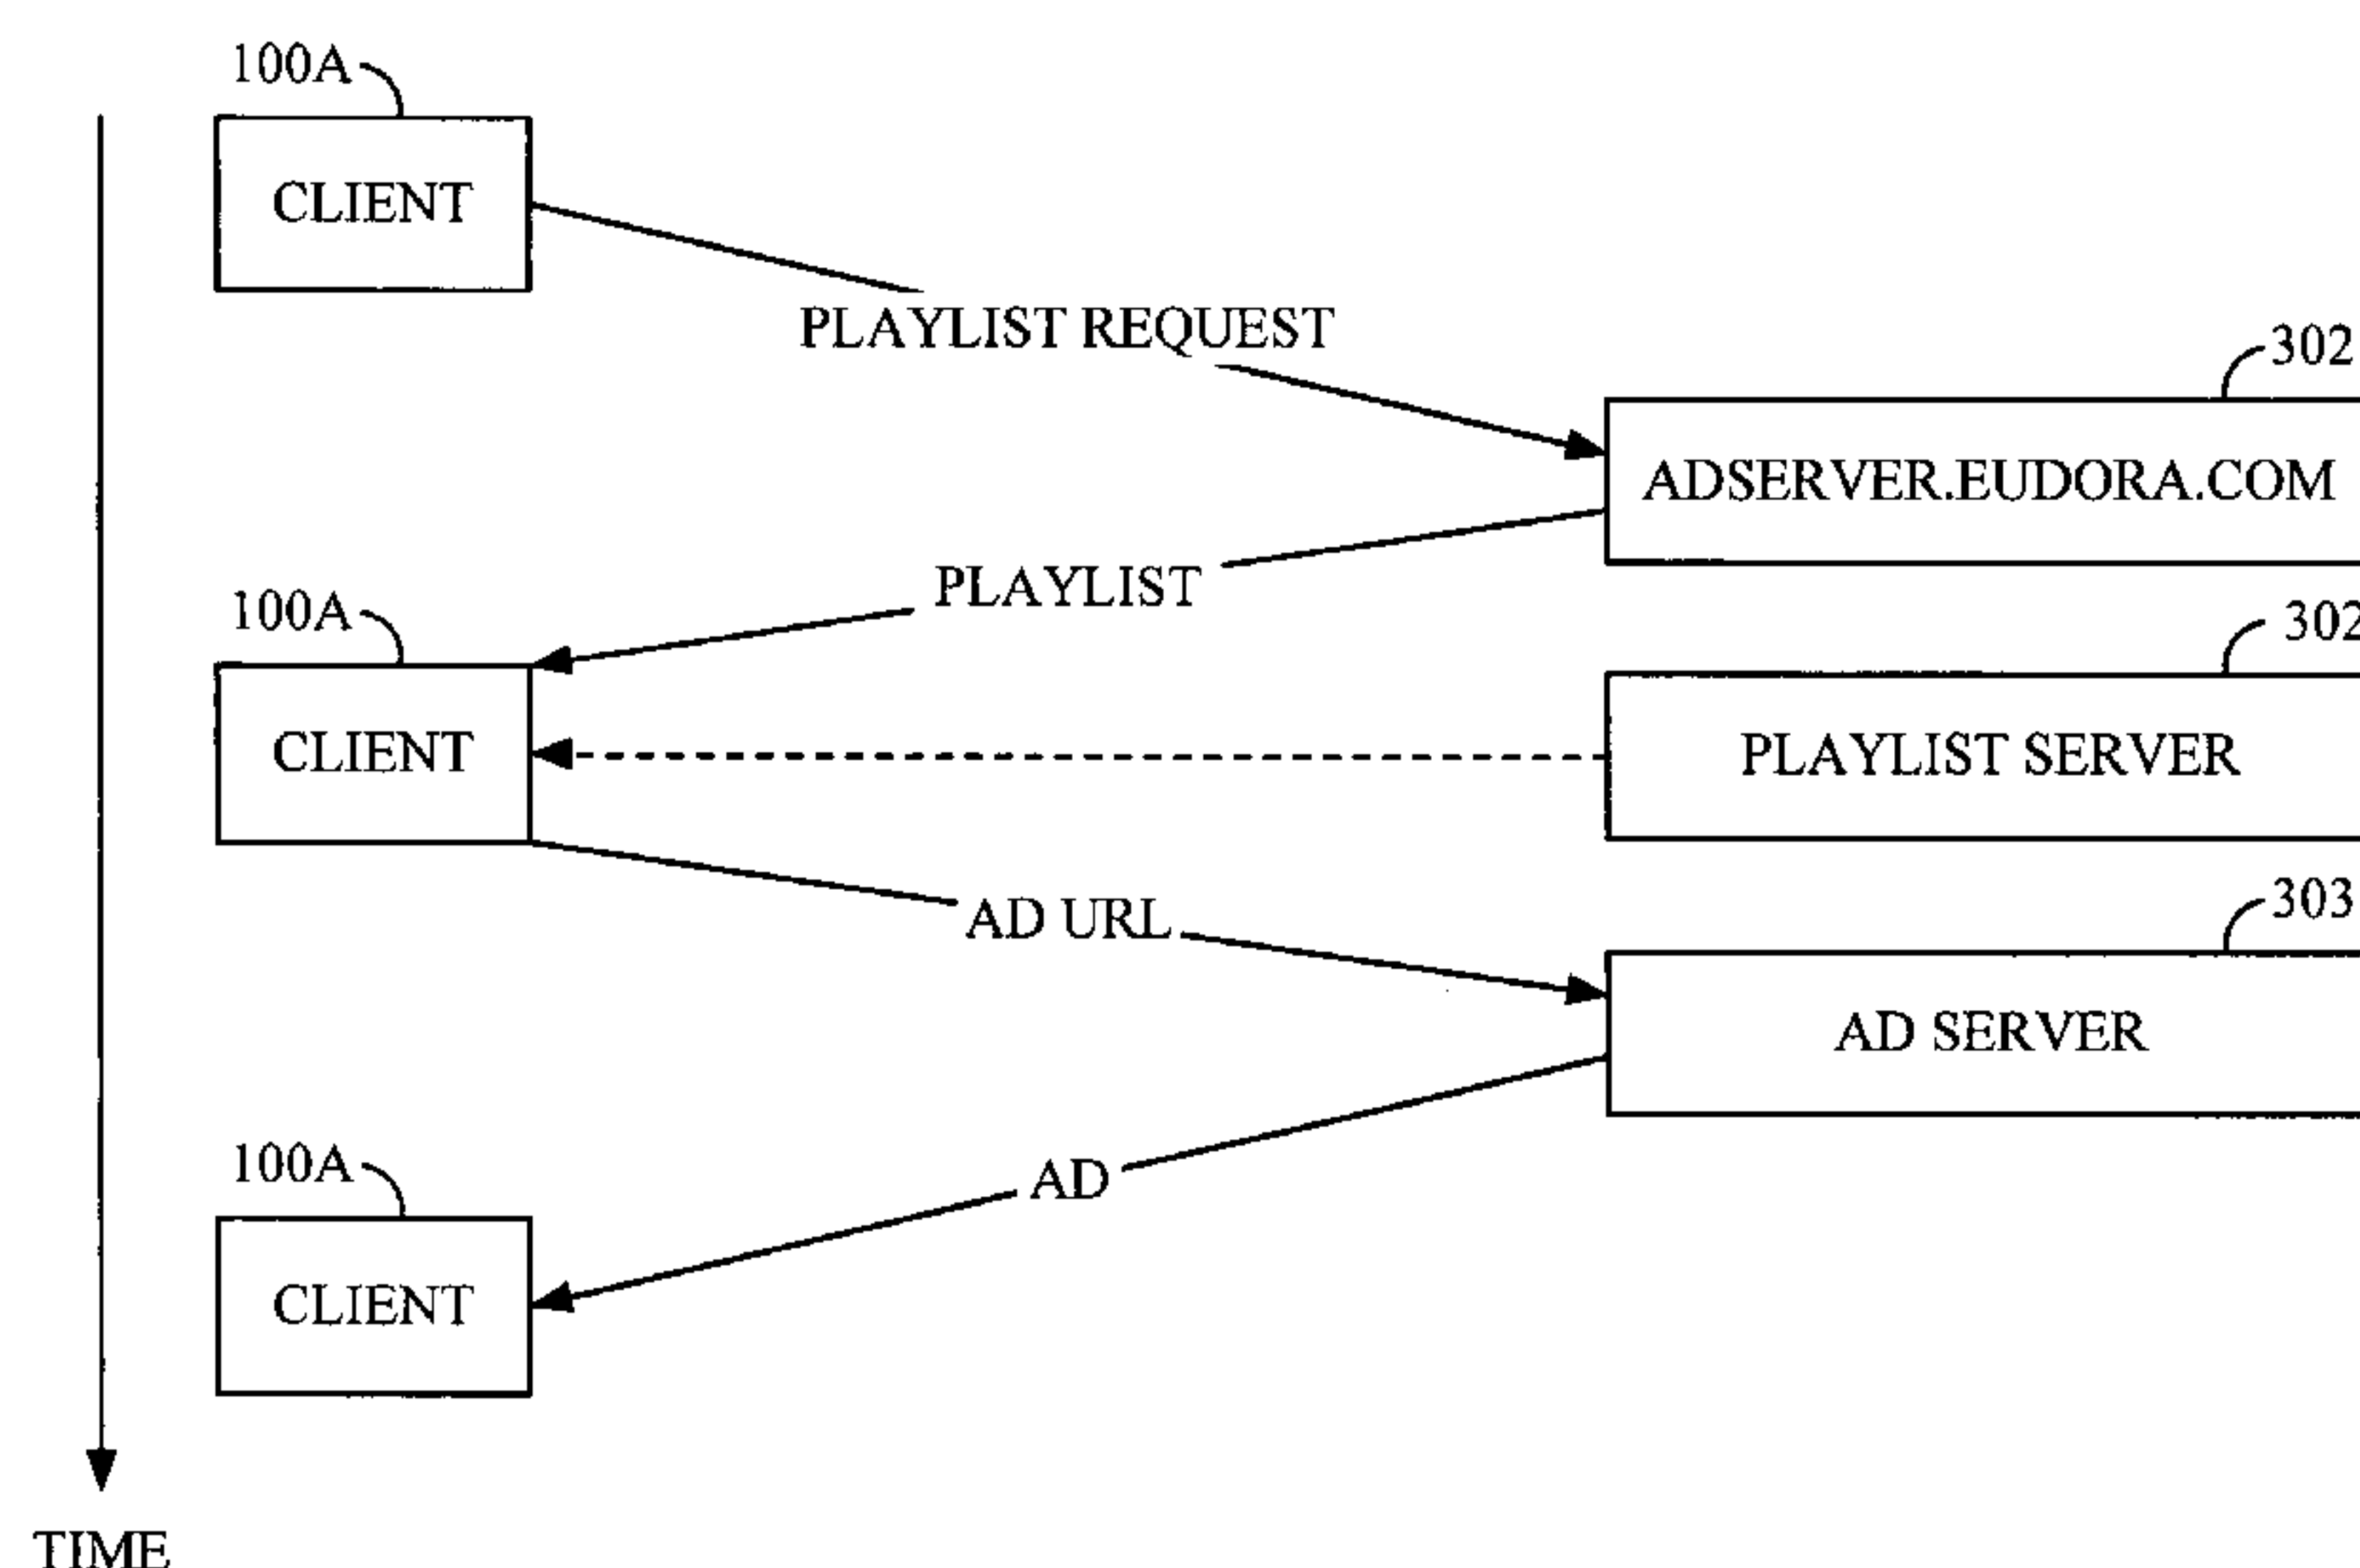 100A
CLIENT
PLAYLIST REQUEST
302
ADSERVER.EUDORA.COM
PLAYLIST
100A
302
CLIENT
PLAYLIST SERVER
AD URL
303
AD SERVER
100A
AD
CLIENT
TIME